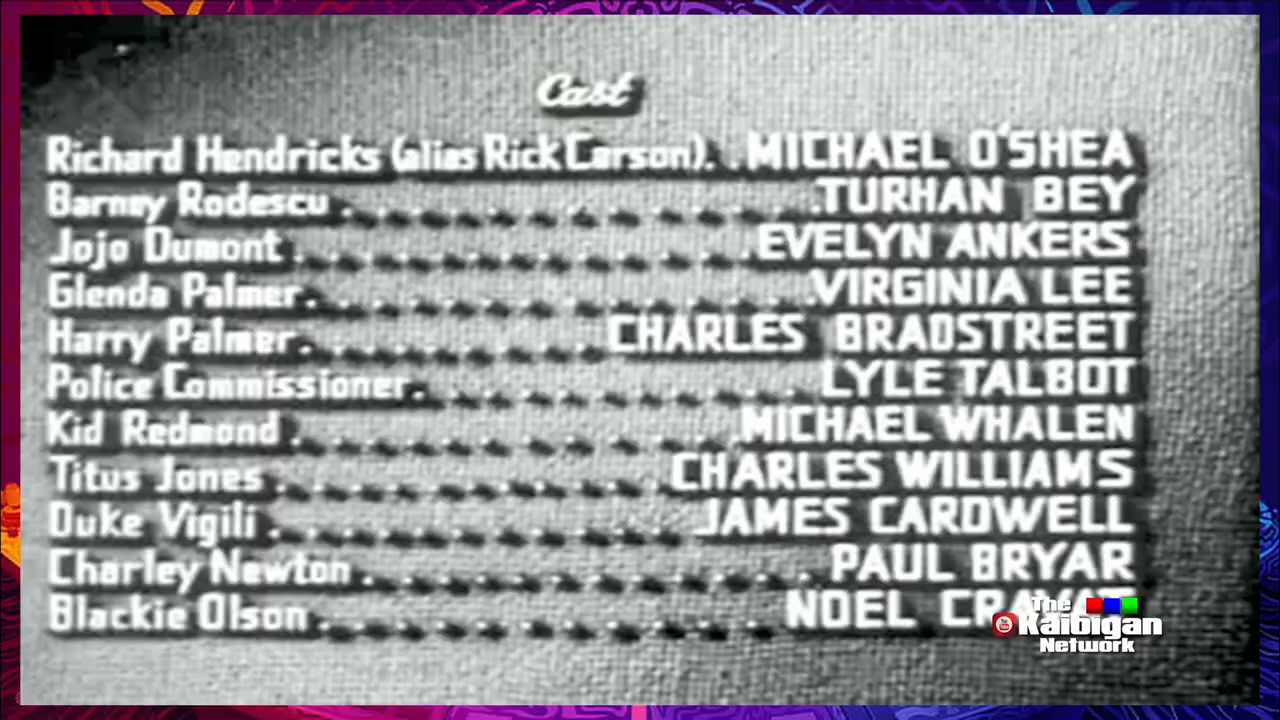 Cast
Richard Hendricks (alias Rick Carson). . MICHAEL O'SHEA
Barney Rodescu . . . . . . . . . . . . TURHAN BEY
Jojo Dumont . . . . . . . . . . . . EVELYN ANKERS
Glenda Palmer . . . . . . . . . . . . . VIRGINIA LEE
Harry Palmer . . . . . . . . CHARLES BRADSTREET
Police Commissioner . . . . . . . . . . LYLE TALBOT
Kid Redmond . . . . . . . . . . . . MICHAEL WHALEN
Titus Jones . . . . . . . . . . CHARLES WILLIAMS
Duke Vigili . . . . . . . . . . . JAMES CARDWELL
Charley Newton . . . . . . . . . . . . PAUL BRYAR
Blackie Olson . . . . . . . . . . . . NOEL
The
Kaibigan
Network